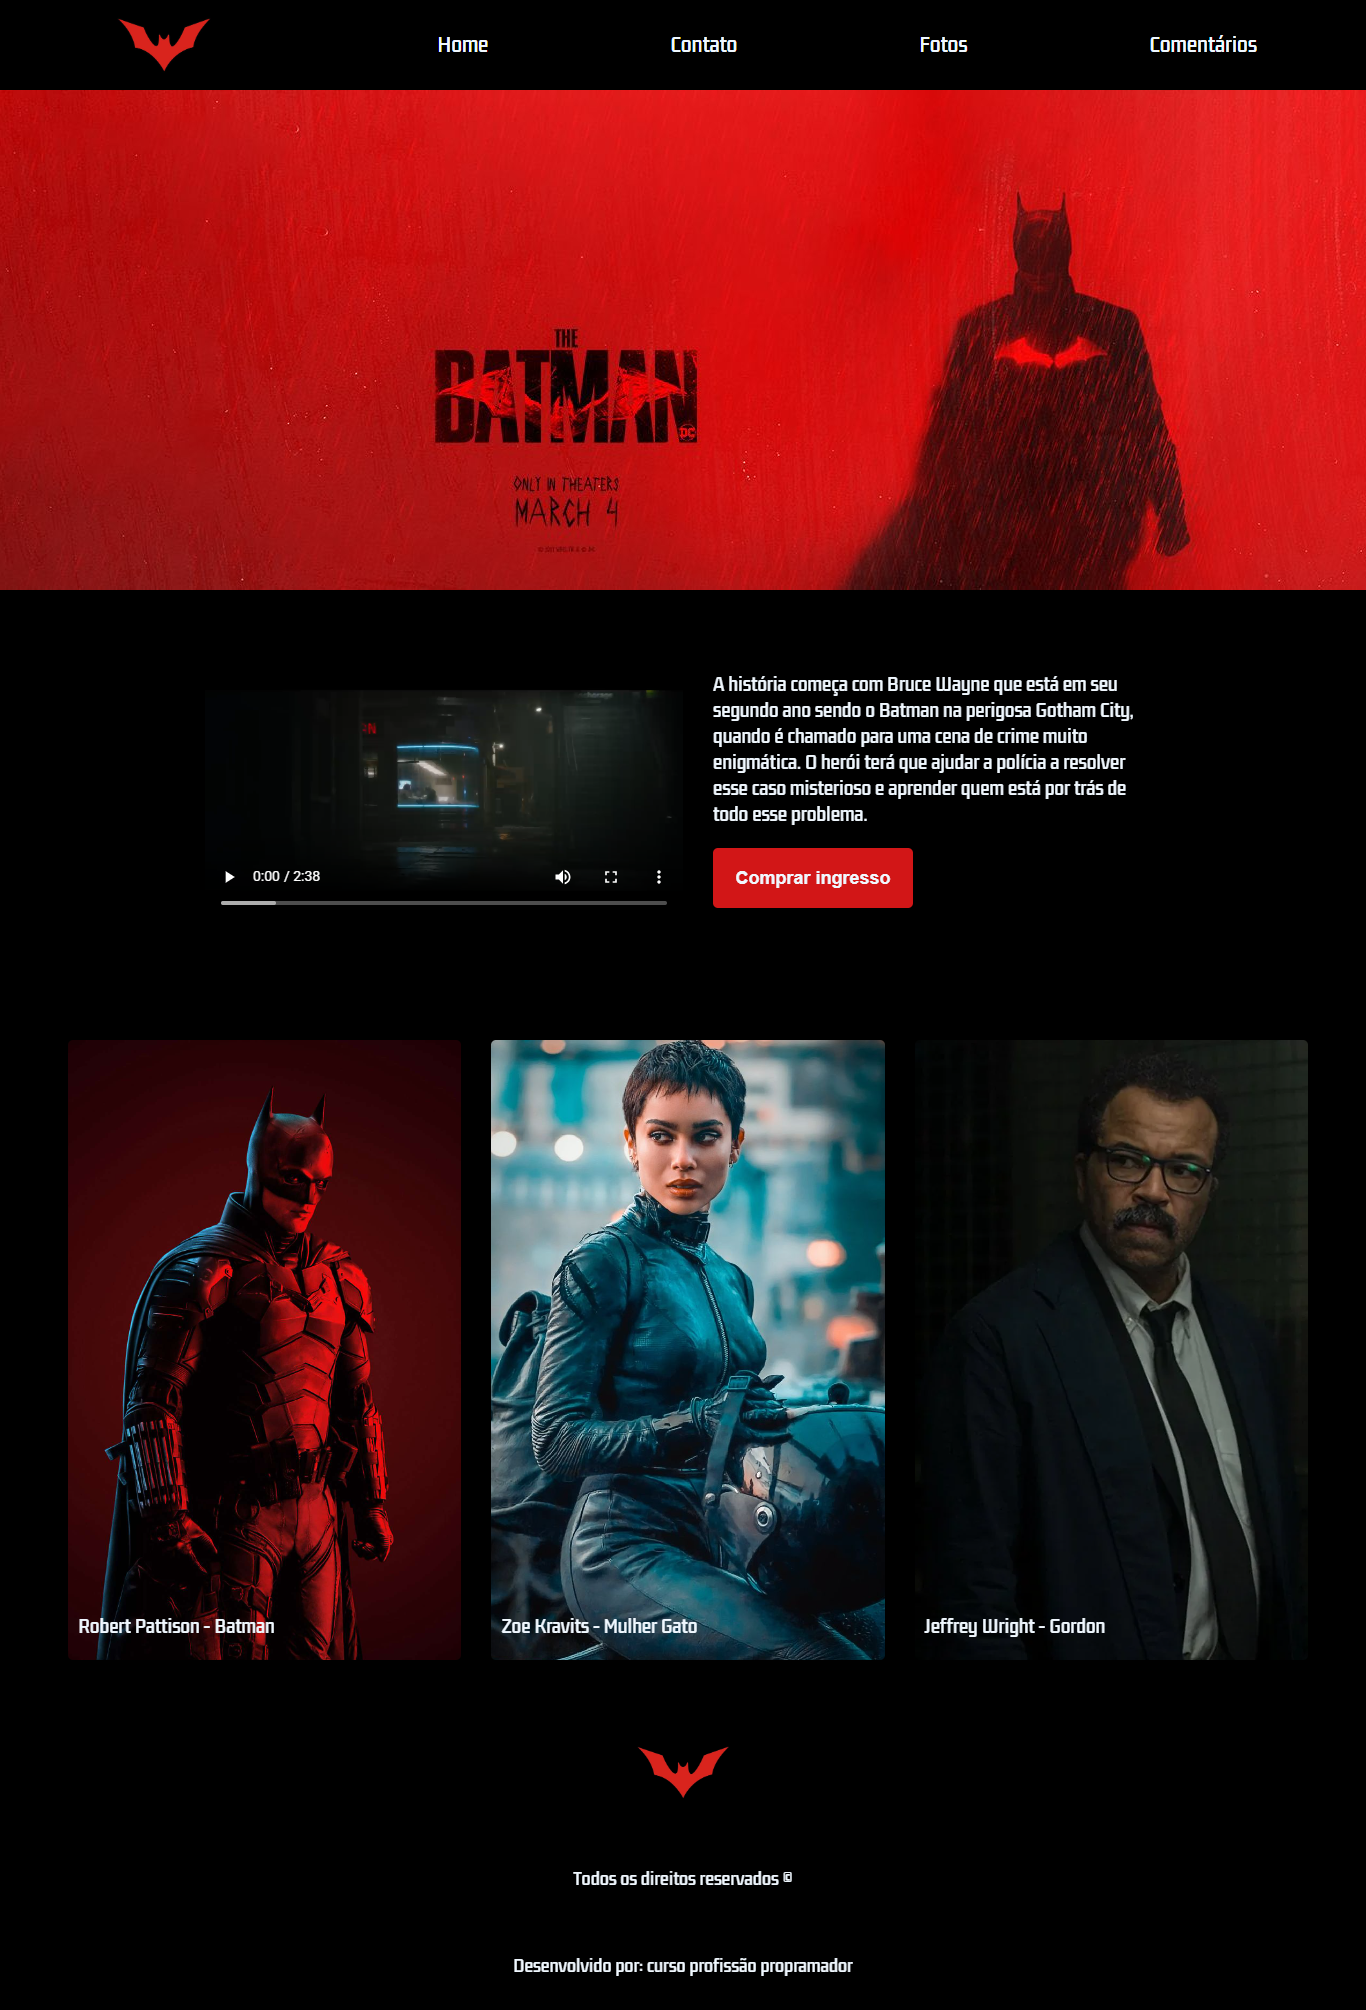 Home
Contato
Fotos
Comentários
THE
BATMAN
DC
ONLY IN THEATERS
MARCH 4
A história começa com Bruce Wayne que está em seu
segundo ano sendo o Batman na perigosa Gotham City,
quando é chamado para uma cena de crime muito
enigmática. O herói terá que ajudar a polícia a resolver
esse caso misterioso e aprender quem está por trás de
todo esse problema.
0:00 / 2:38
Comprar ingresso
Robert Pattison - Batman
Zoe Kravits - Mulher Gato
Jeffrey Wright - Gordon
Todos os direitos reservados ©
Desenvolvido por: curso profissão propramador